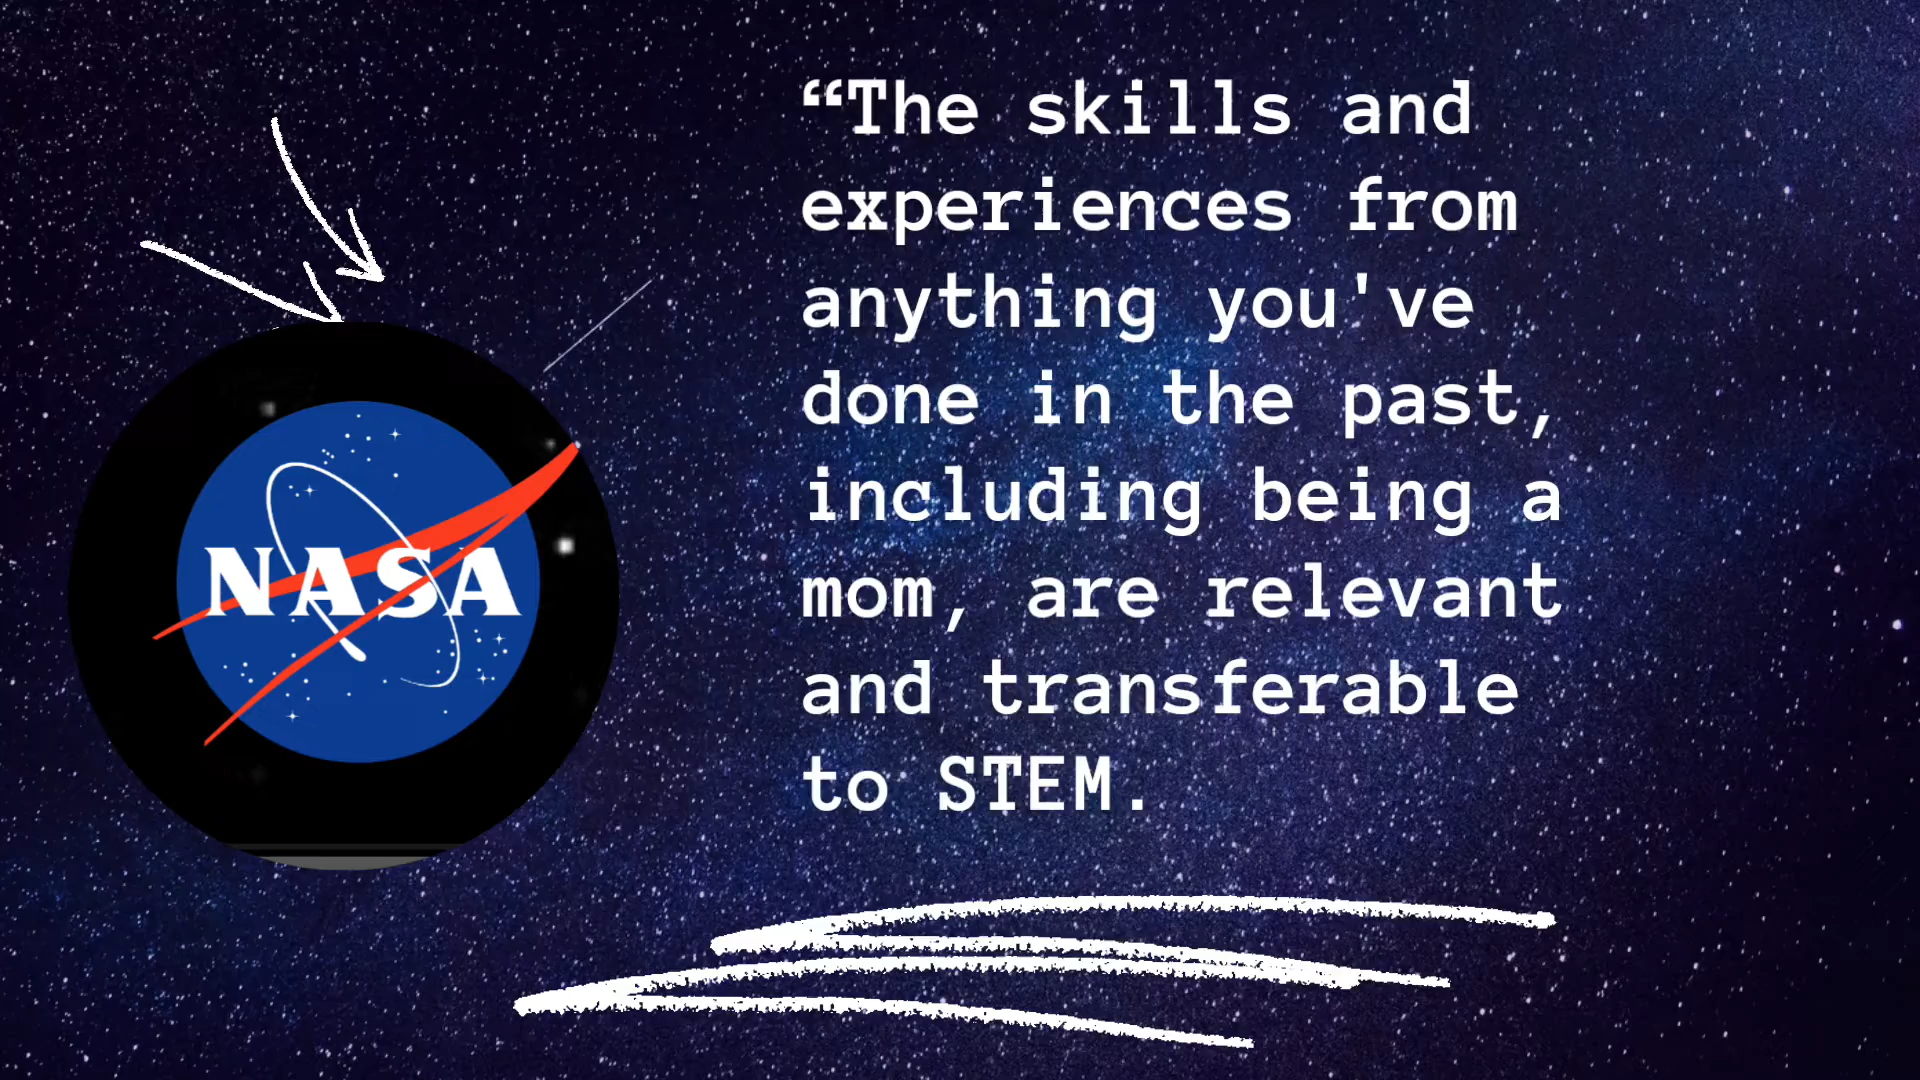 NASA
“The skills and
experiences from
anything you've
done in the past,
including being a
mom, are relevant
and transferable
to STEM.